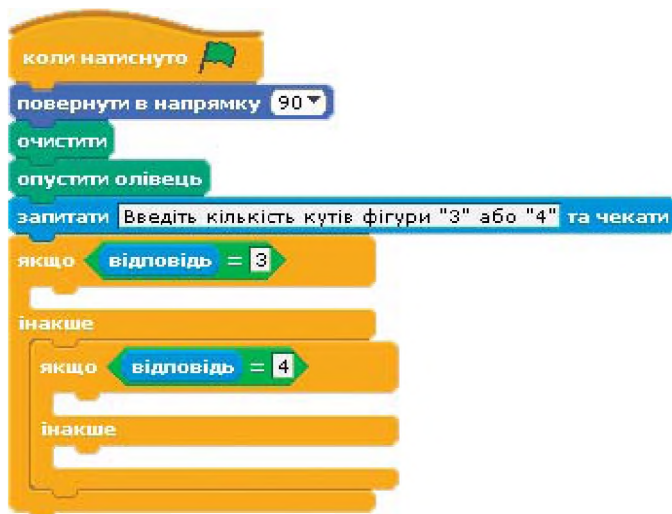 коли натиснуто
повернути в напрямку 90
очистити
опустити олівець
запитати Введіть кількість кутів фігури "3" або "4" та чекати
якщо відповідь = 3
інакше
якщо відповідь = 4
інакше